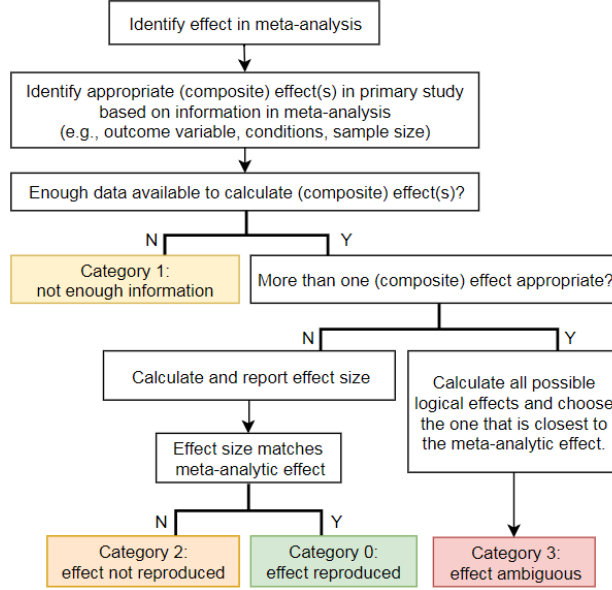 Identify effect in meta-analysis
Identify appropriate (composite) effect(s) in primary study
based on information in meta-analysis
(e.g., outcome variable, conditions, sample size)
Enough data available to calculate (composite) effect(s)?
N
Y
Category 1:
not enough information
More than one (composite) effect appropriate?
N
Y
Calculate and report effect size
Calculate all possible
logical effects and choose
the one that is closest to
the meta-analytic effect.
Effect size matches
meta-analytic effect
N
Y
Category 2:
effect not reproduced
Category 0:
effect reproduced
Category 3:
effect ambiguous